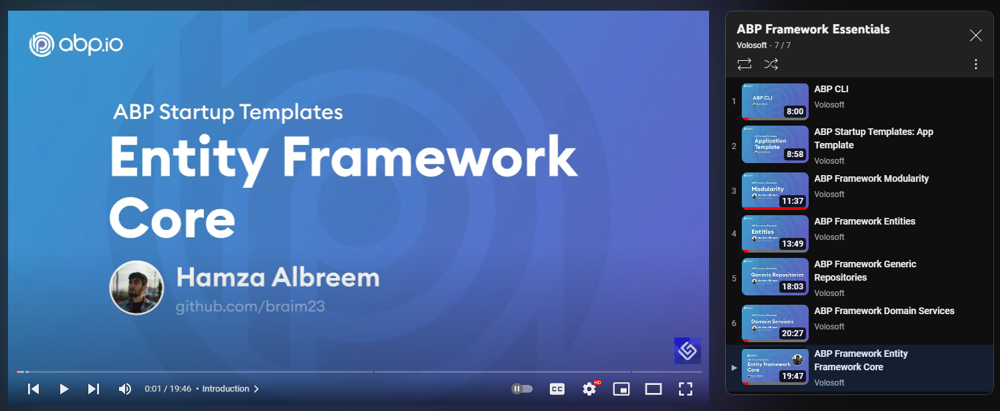 abp.io
ABP Startup Templates
Entity Framework
Core
Hamza Albreem
github.com/braim23
0:01 / 19:46 • Introduction
CC
HD
ABP Framework Essentials
Volosoft - 7 / 7
1
ABP CLI
8:00
ABP CLI
Volosoft
2
Application
Template
8:58
ABP Startup Templates: App
Template
Volosoft
3
Modularity
11:37
ABP Framework Modularity
Volosoft
4
Entities
13:49
ABP Framework Entities
Volosoft
5
Generic Repositories
18:03
ABP Framework Generic
Repositories
Volosoft
6
Domain Services
20:27
ABP Framework Domain Services
Volosoft
Entity Framework
Core
19:47
ABP Framework Entity
Framework Core
Volosoft